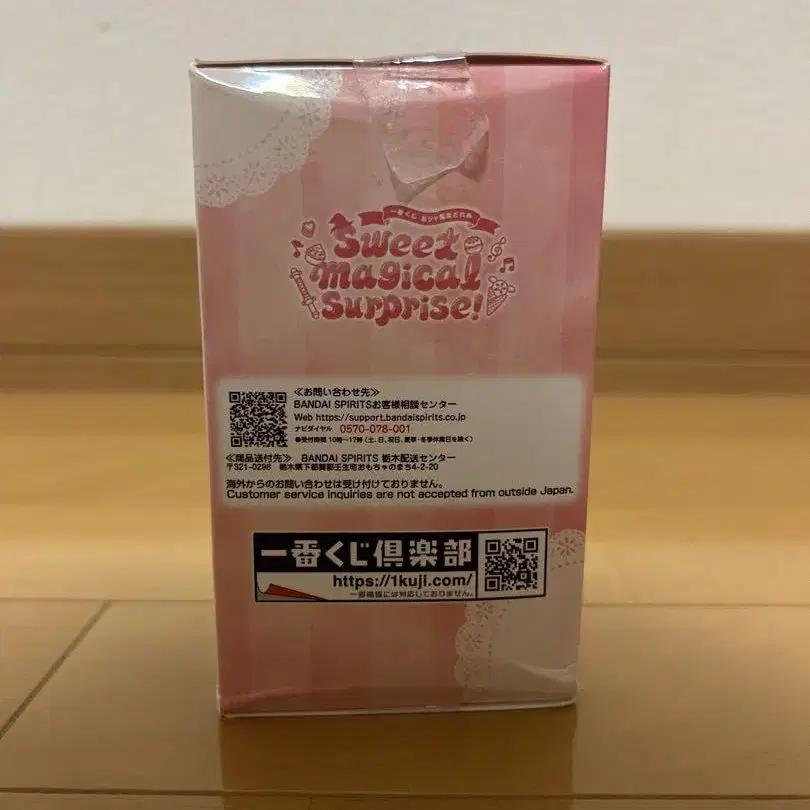 一番くじ おジャ魔女どれみ
Sweet
magical
Surprise!
≪お問い合わせ先≫
BANDAI SPIRITSお客様相談センター
Web https://support.bandaispirits.co.jp
ナビダイヤル 0570-078-001
●受付時間 10時~17時 (土、日、祝日、夏季・冬季休業日を除く)
≪商品送付先≫ BANDAI SPIRITS 栃木配送センター
〒321-0298 栃木県下都賀郡壬生町おもちゃのまち4-2-20
海外からのお問い合わせは受け付けておりません。
Customer service inquiries are not accepted from outside Japan.
一番くじ倶楽部
https://1kuji.com/
一部機種には対応しておりません。